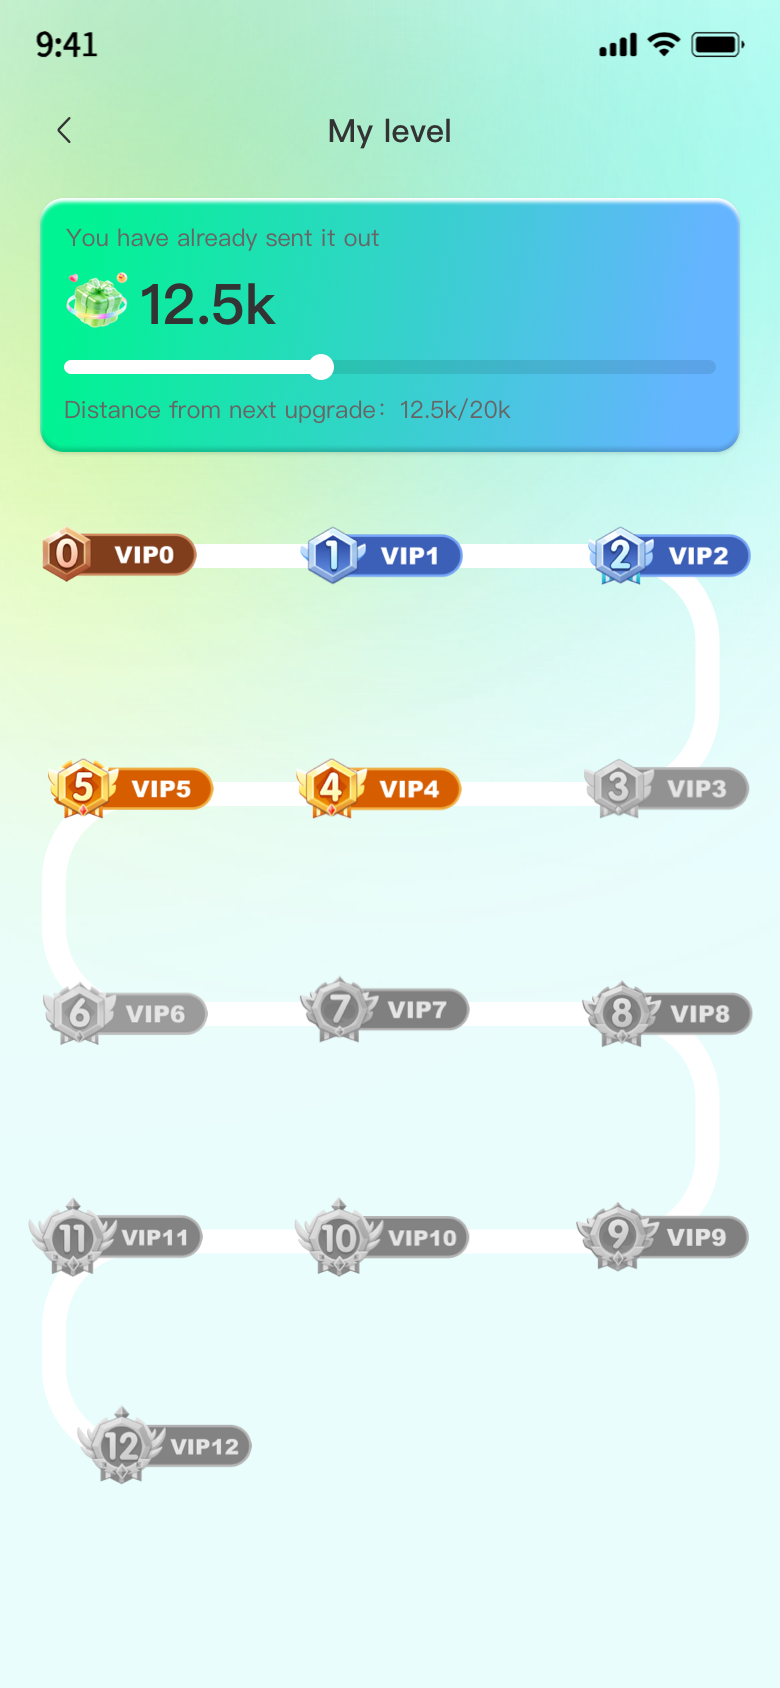 9:41
My level
You have already sent it out
12.5k
Distance from next upgrade：12.5k/20k
0 VIP0 1 VIP1 2 VIP2
5 VIP5 4 VIP4 3 VIP3
6 VIP6 7 VIP7 8 VIP8
11 VIP11 10 VIP10 9 VIP9
12 VIP12